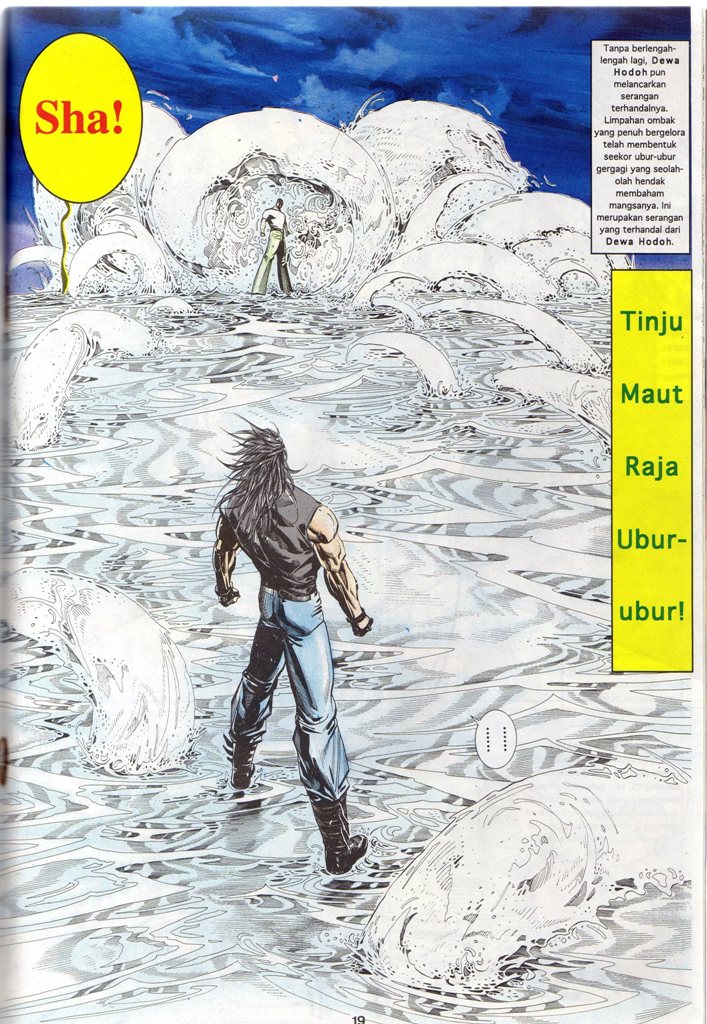 Sha!
Tanpa berlengah-
lengah lagi, Dewa
Hodoh pun
melancarkan
serangan
terhandalnya.
Limpahan ombak
yang penuh bergelora
telah membentuk
seekor ubur-ubur
gergagi yang seolah-
olah hendak
membaham
mangsanya. Ini
merupakan serangan
yang terhandal dari
Dewa Hodoh.
Tinju
Maut
Raja
Ubur-
ubur!
......
19